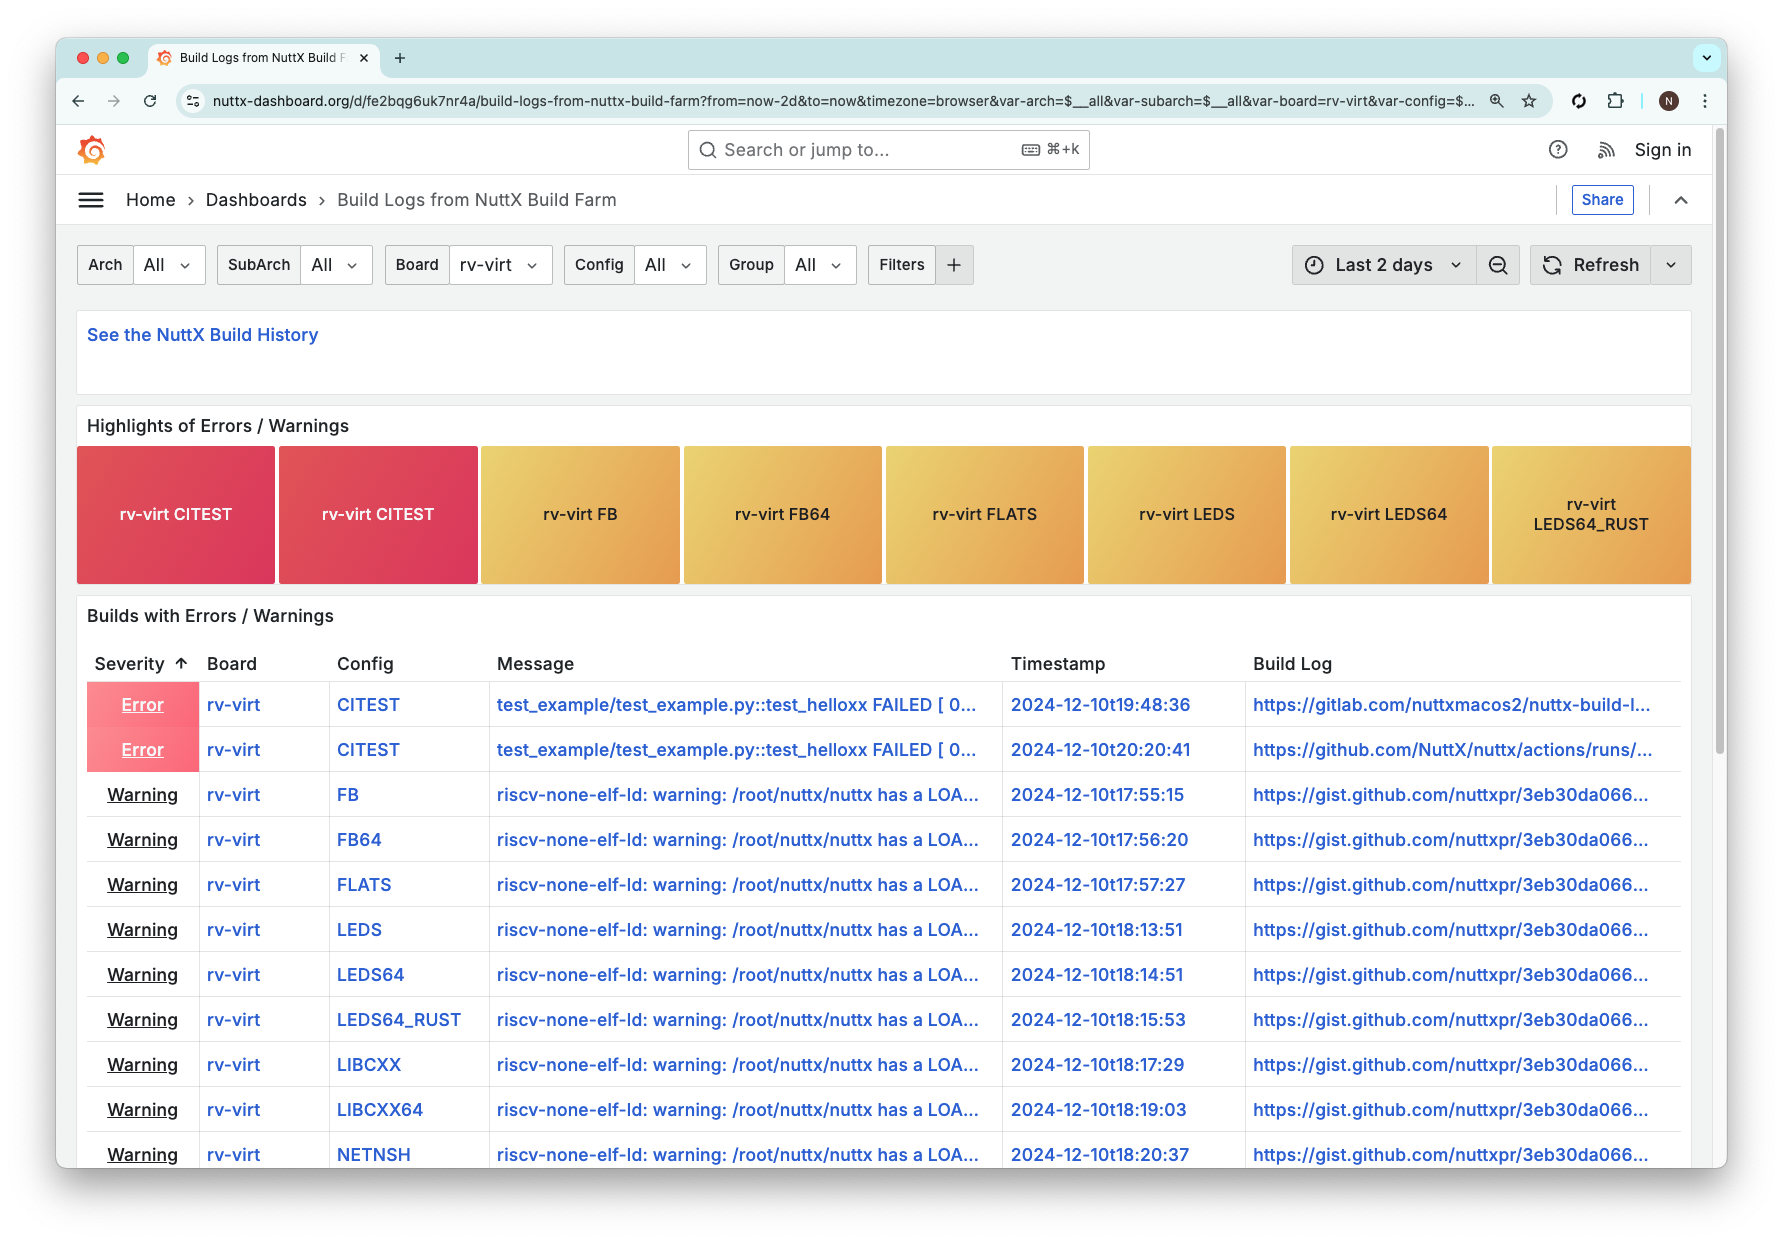 Build Logs from NuttX Build F
nuttx-dashboard.org/d/fe2bqg6uk7nr4a/build-logs-from-nuttx-build-farm?from=now-2d&to=now&timezone=browser&var-arch=$__all&var-subarch=$__all&var-board=rv-virt&var-config=$... N
Search or jump to... ⌘+k Sign in
Home › Dashboards › Build Logs from NuttX Build Farm Share
Arch All SubArch All Board rv-virt Config All Group All Filters + Last 2 days Refresh
See the NuttX Build History
Highlights of Errors / Warnings
rv-virt CITEST rv-virt CITEST rv-virt FB rv-virt FB64 rv-virt FLATS rv-virt LEDS rv-virt LEDS64 rv-virt
LEDS64_RUST
Builds with Errors / Warnings
Severity ↑ Board Config Message Timestamp Build Log
Error rv-virt CITEST test_example/test_example.py::test_helloxx FAILED [ 0... 2024-12-10t19:48:36 https://gitlab.com/nuttxmacos2/nuttx-build-l...
Error rv-virt CITEST test_example/test_example.py::test_helloxx FAILED [ 0... 2024-12-10t20:20:41 https://github.com/NuttX/nuttx/actions/runs/...
Warning rv-virt FB riscv-none-elf-ld: warning: /root/nuttx/nuttx has a LOA... 2024-12-10t17:55:15 https://gist.github.com/nuttxpr/3eb30da066...
Warning rv-virt FB64 riscv-none-elf-ld: warning: /root/nuttx/nuttx has a LOA... 2024-12-10t17:56:20 https://gist.github.com/nuttxpr/3eb30da066...
Warning rv-virt FLATS riscv-none-elf-ld: warning: /root/nuttx/nuttx has a LOA... 2024-12-10t17:57:27 https://gist.github.com/nuttxpr/3eb30da066...
Warning rv-virt LEDS riscv-none-elf-ld: warning: /root/nuttx/nuttx has a LOA... 2024-12-10t18:13:51 https://gist.github.com/nuttxpr/3eb30da066...
Warning rv-virt LEDS64 riscv-none-elf-ld: warning: /root/nuttx/nuttx has a LOA... 2024-12-10t18:14:51 https://gist.github.com/nuttxpr/3eb30da066...
Warning rv-virt LEDS64_RUST riscv-none-elf-ld: warning: /root/nuttx/nuttx has a LOA... 2024-12-10t18:15:53 https://gist.github.com/nuttxpr/3eb30da066...
Warning rv-virt LIBCXX riscv-none-elf-ld: warning: /root/nuttx/nuttx has a LOA... 2024-12-10t18:17:29 https://gist.github.com/nuttxpr/3eb30da066...
Warning rv-virt LIBCXX64 riscv-none-elf-ld: warning: /root/nuttx/nuttx has a LOA... 2024-12-10t18:19:03 https://gist.github.com/nuttxpr/3eb30da066...
Warning rv-virt NETNSH riscv-none-elf-ld: warning: /root/nuttx/nuttx has a LOA... 2024-12-10t18:20:37 https://gist.github.com/nuttxpr/3eb30da066...